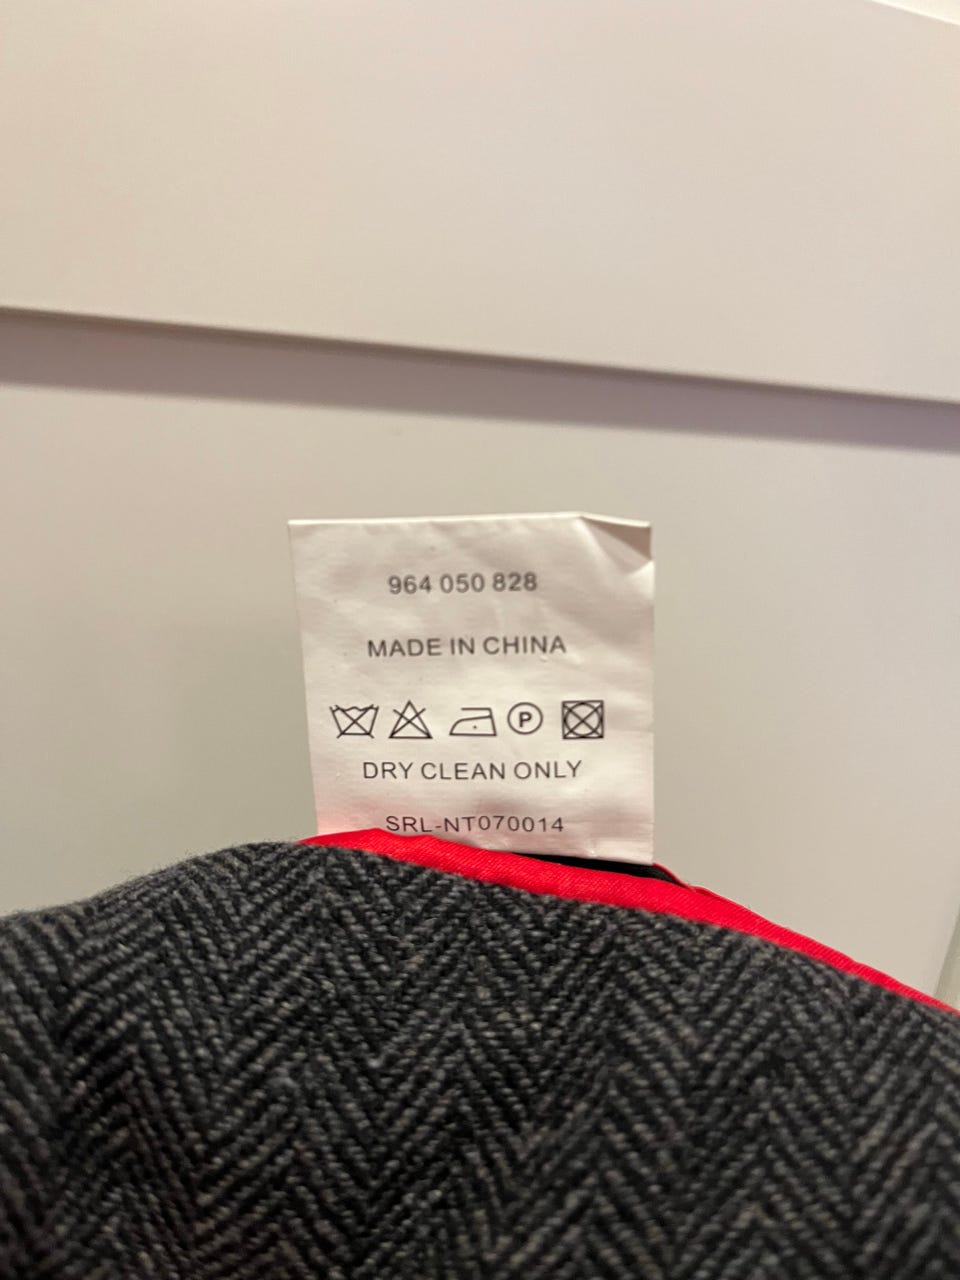 964 050 828
MADE IN CHINA
P
DRY CLEAN ONLY
SRL-NT070014